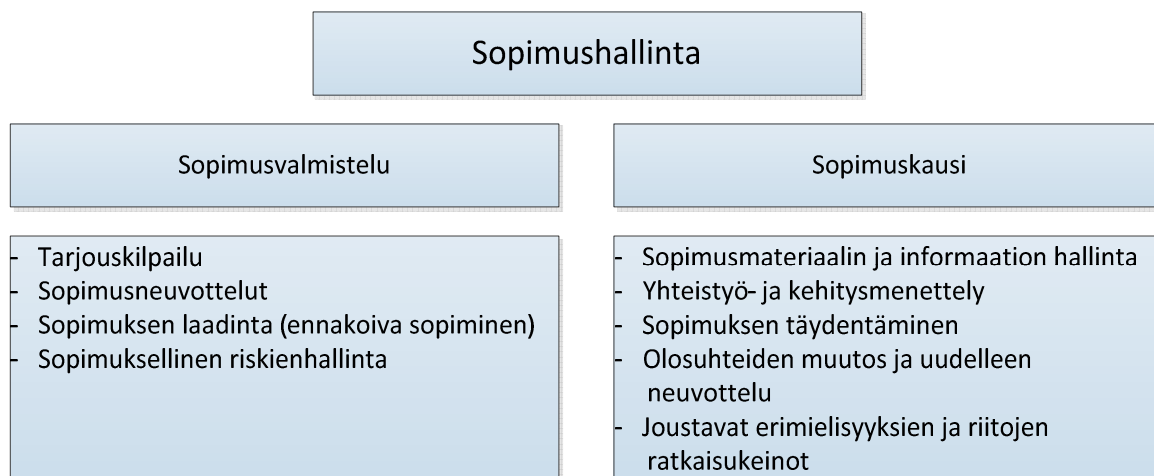 Sopimushallinta
Sopimusvalmistelu
- Tarjouskilpailu
- Sopimusneuvottelut
- Sopimuksen laadinta (ennakoiva sopiminen)
- Sopimuksellinen riskienhallinta
Sopimuskausi
- Sopimusmateriaalin ja informaation hallinta
- Yhteistyö- ja kehitysmenettely
- Sopimuksen täydentäminen
- Olosuhteiden muutos ja uudelleen
neuvottelu
- Joustavat erimielisyyksien ja riitojen
ratkaisukeinot